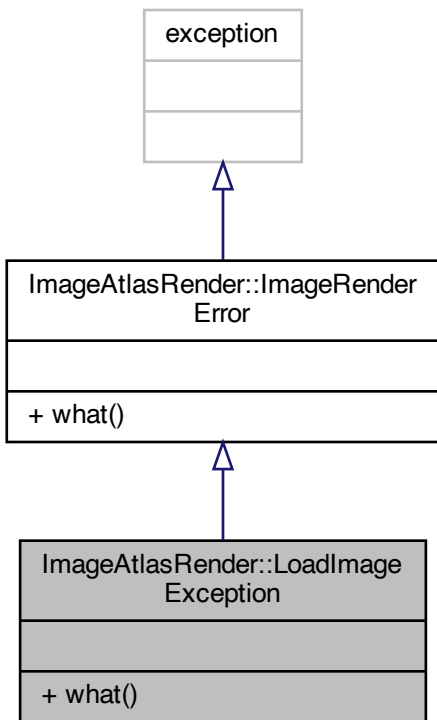 exception
ImageAtlasRender::ImageRender
Error
+ what()
ImageAtlasRender::LoadImage
Exception
+ what()